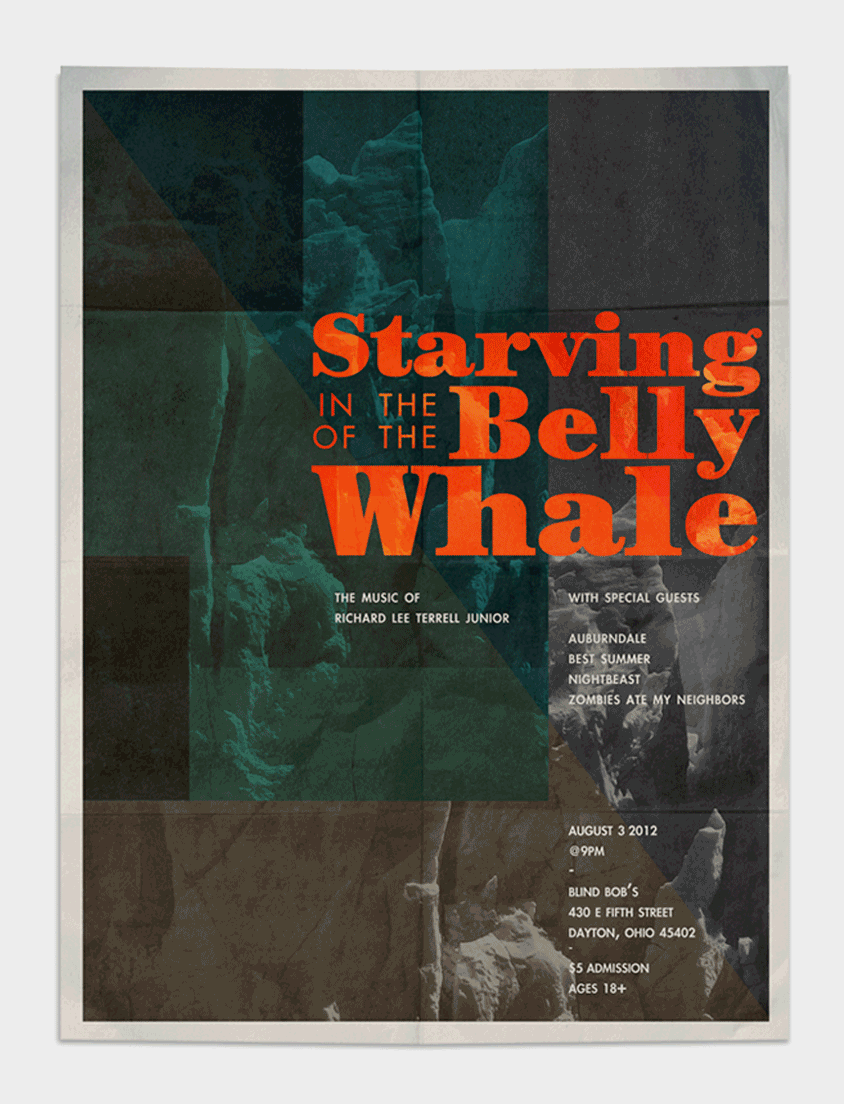 Starving
IN THE
OF THE
Belly
Whale
THE MUSIC OF
RICHARD LEE TERRELL JUNIOR
WITH SPECIAL GUESTS
AUBURNDALE
BEST SUMMER
NIGHTBEAST
ZOMBIES ATE MY NEIGHBORS
AUGUST 3 2012
@9PM
-
BLIND BOB'S
430 E FIFTH STREET
DAYTON, OHIO 45402
-
$5 ADMISSION
AGES 18+